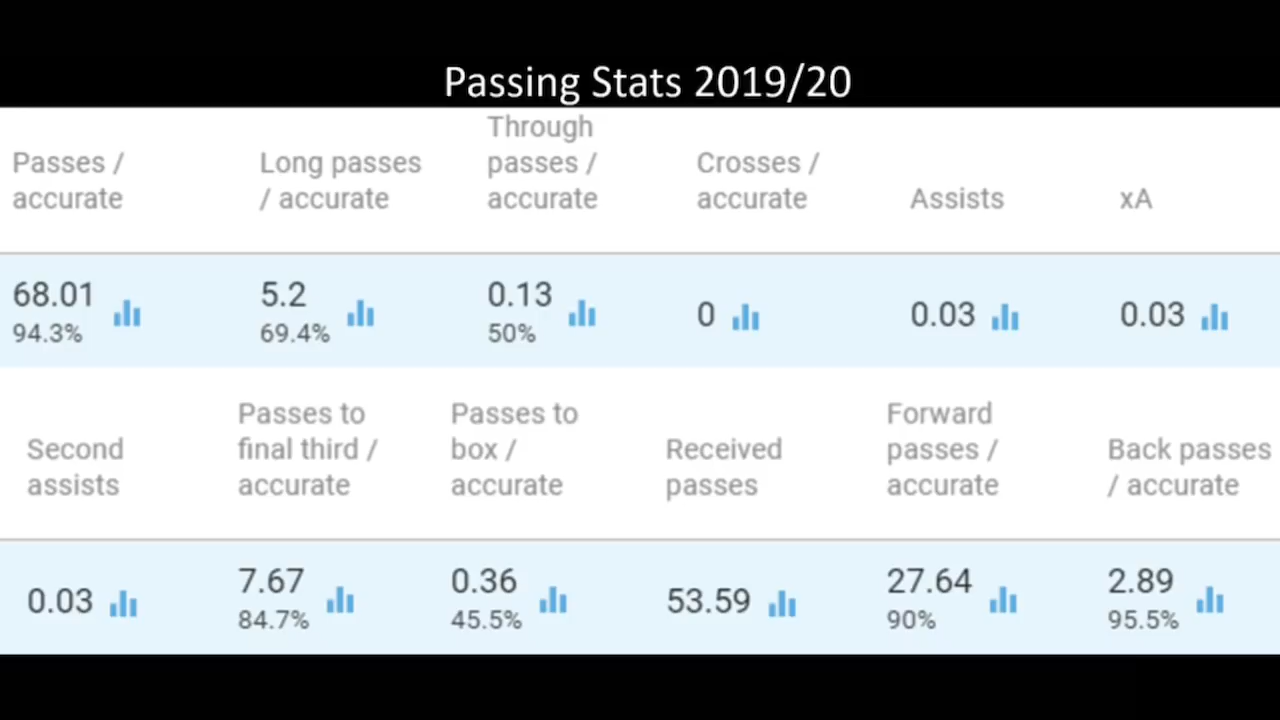 Passing Stats 2019/20
Passes /
accurate
Long passes
/ accurate
Through
passes /
accurate
Crosses /
accurate
Assists
xA
68.01
94.3%
5.2
69.4%
0.13
50%
0
0.03
0.03
Second
assists
Passes to
final third /
accurate
Passes to
box /
accurate
Received
passes
Forward
passes /
accurate
Back passes
/ accurate
0.03
7.67
84.7%
0.36
45.5%
53.59
27.64
90%
2.89
95.5%